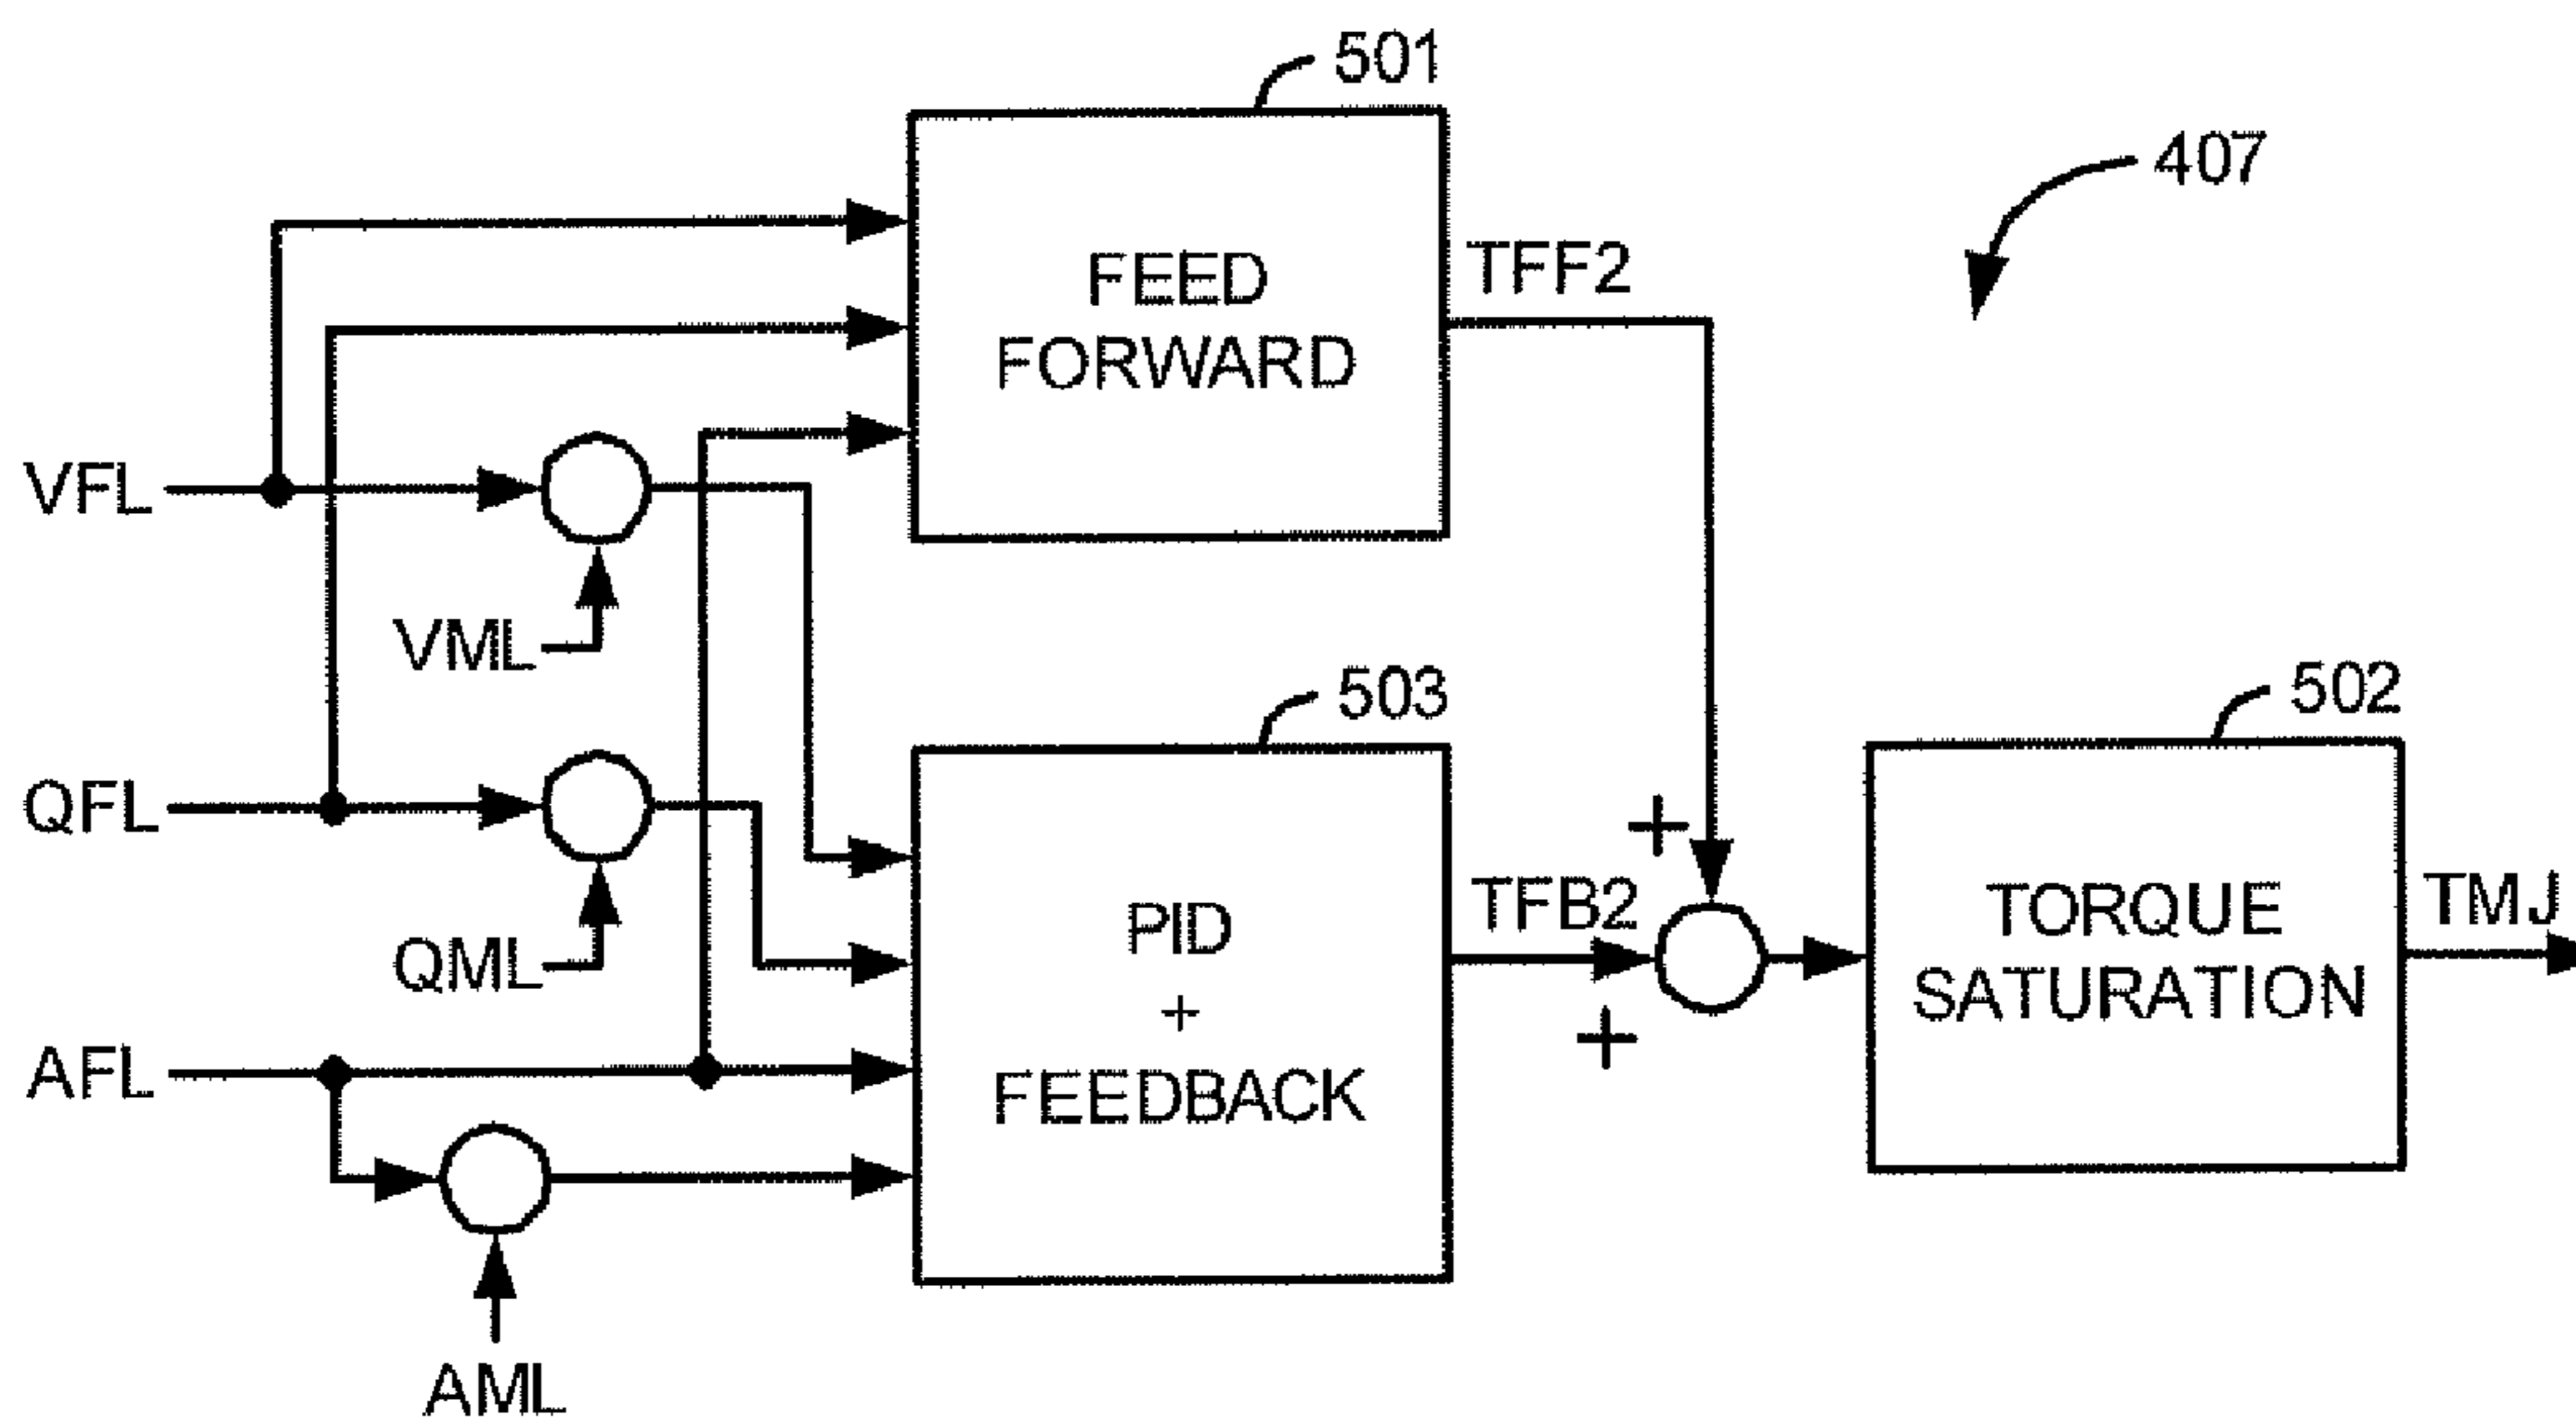 501
407
FEED
FORWARD
TFF2
VFL
VML
503
502
QFL
QML
PID
+
FEEDBACK
TFB2
+
+
TORQUE
SATURATION
TMJ
AFL
AML